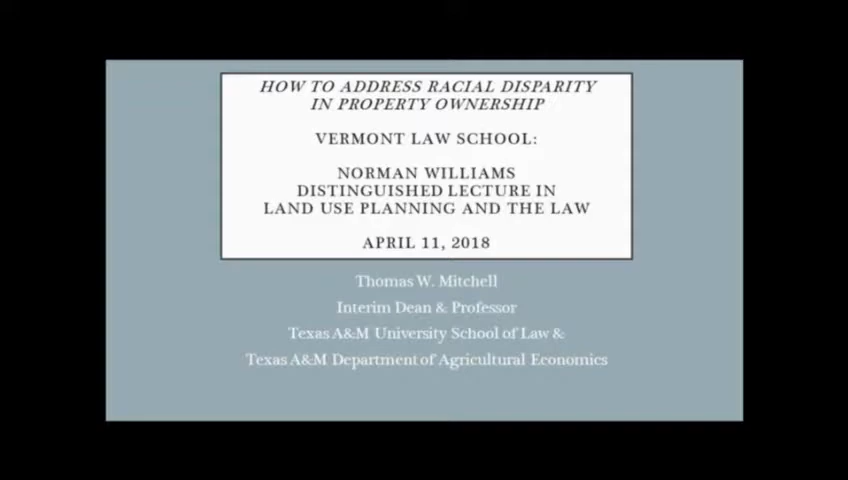 HOW TO ADDRESS RACIAL DISPARITY
IN PROPERTY OWNERSHIP
VERMONT LAW SCHOOL:
NORMAN WILLIAMS
DISTINGUISHED LECTURE IN
LAND USE PLANNING AND THE LAW
APRIL 11, 2018
Thomas W. Mitchell
Interim Dean & Professor
Texas A&M University School of Law &
Texas A&M Department of Agricultural Economics